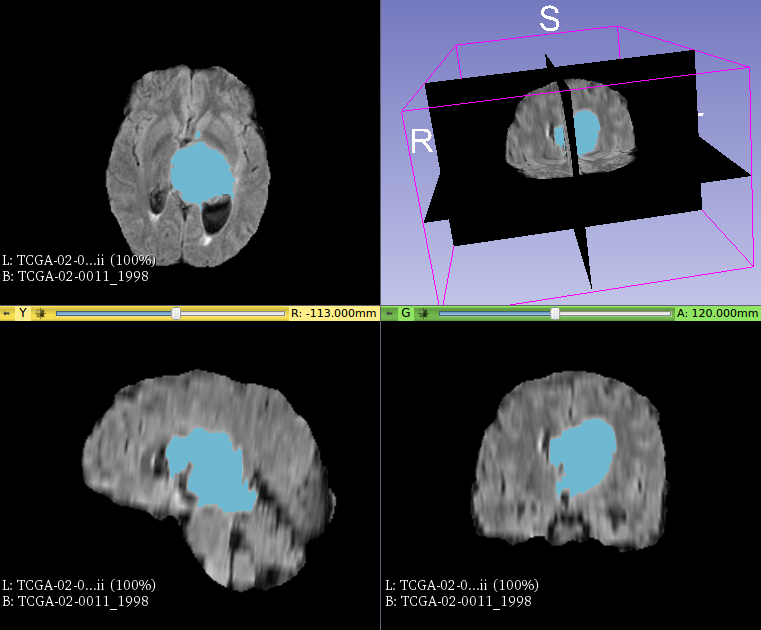 S
R
L: TCGA-02-0...ii (100%)
B: TCGA-02-0011_1998
Y R: -113.000mm
G A: 120.000mm
L: TCGA-02-0...ii (100%)
B: TCGA-02-0011_1998
L: TCGA-02-0...ii (100%)
B: TCGA-02-0011_1998